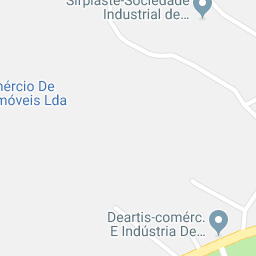 Sirplaste-Sociedade
Industrial de...
ércio De
móveis Lda
Deartis-comérc.
E Indústria De...